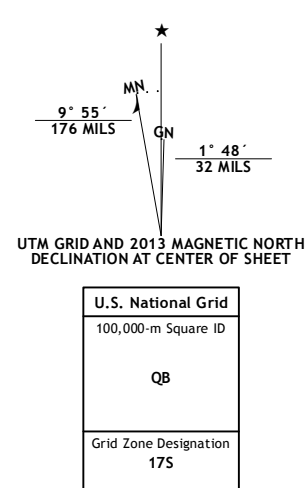 ★
MN
9° 55´
176 MILS
GN
1° 48´
32 MILS
UTM GRID AND 2013 MAGNETIC NORTH
DECLINATION AT CENTER OF SHEET
U.S. National Grid
100,000-m Square ID
QB
Grid Zone Designation
17S